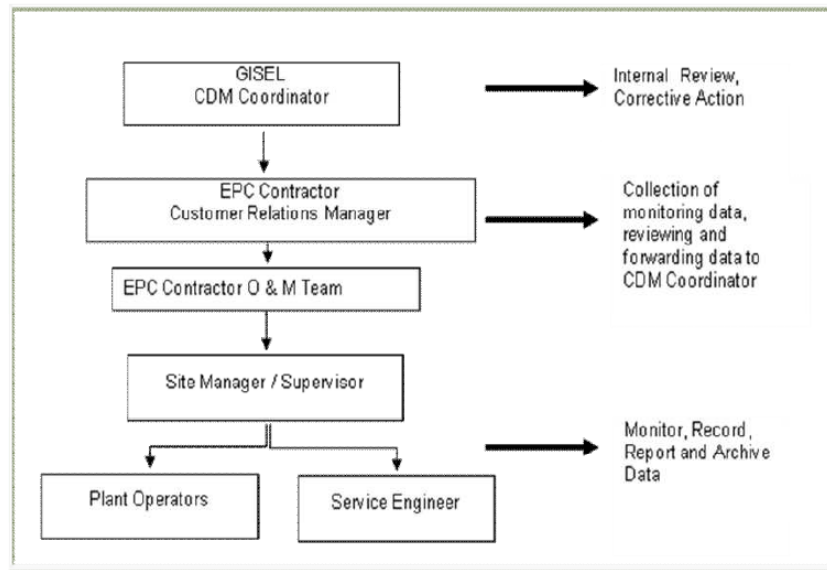 GISEL
CDM Coordinator
Internal Review,
Corrective Action
EPC Contractor
Customer Relations Manager
Collection of
monitoring data,
reviewing and
forwarding data to
CDM Coordinator
EPC Contractor O & M Team
Site Manager / Supervisor
Monitor, Record,
Report and Archive
Data
Plant Operators
Service Engineer